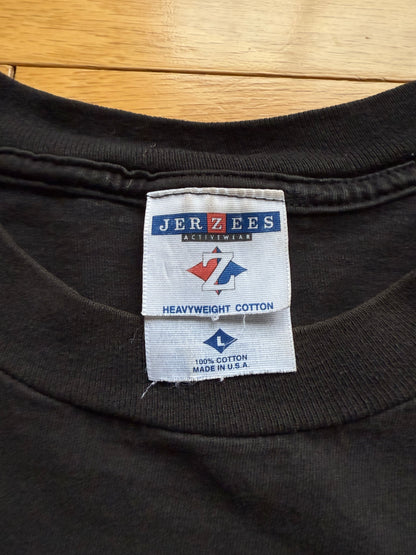 JERZEES
ACTIVEWEAR
Z
HEAVYWEIGHT COTTON
L
100% COTTON
MADE IN U.S.A.